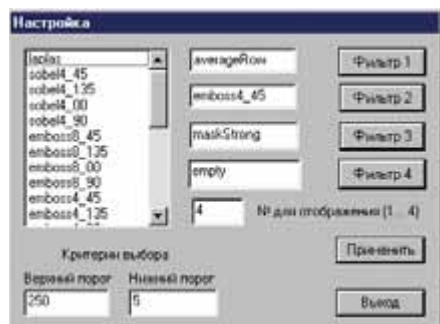 Настройка
laplas
sobel4_45
sobel4_135
sobel4_00
sobel4_90
emboss8_45
emboss8_135
emboss8_00
emboss8_90
emboss4_45
emboss4_135
averageRow
Фильтр 1
emboss4_45
Фильтр 2
maskStrong
Фильтр 3
empty
Фильтр 4
4
№ для отображения (1 ... 4)
Критерии выбора
Применить
Верхний порог
Нижний порог
250
5
Выход